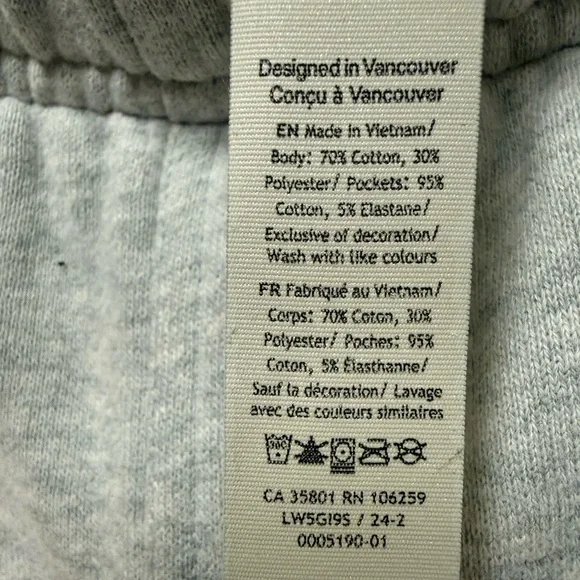 Designed in Vancouver
Conçu à Vancouver
EN Made in Vietnam/
Body: 70% Cotton, 30%
Polyester/ Pockets: 95%
Cotton, 5% Elastane/
Exclusive of decoration/
Wash with like colours
FR Fabriqué au Vietnam/
Corps: 70% Coton, 30%
Polyester/ Poches: 95%
Coton, 5% Élasthanne/
Sauf la décoration/ Lavage
avec des couleurs similaires
30C
CA 35801 RN 106259
LW5GI9S / 24-2
0005190-01